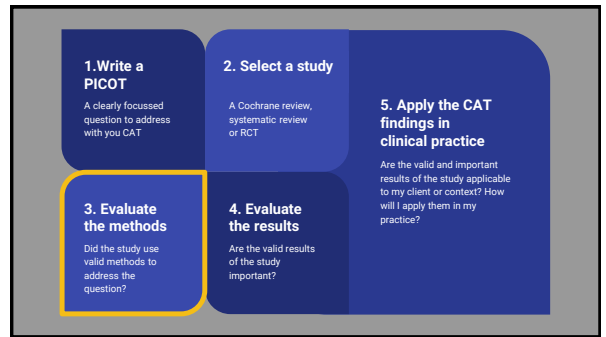 1.Write a
PICOT
A clearly focussed
question to address
with you CAT
2. Select a study
A Cochrane review,
systematic review
or RCT
3. Evaluate
the methods
Did the study use
valid methods to
address the
question?
4. Evaluate
the results
Are the valid results
of the study
important?
5. Apply the CAT
findings in
clinical practice
Are the valid and important
results of the study applicable
to my client or context? How
will I apply them in my
practice?